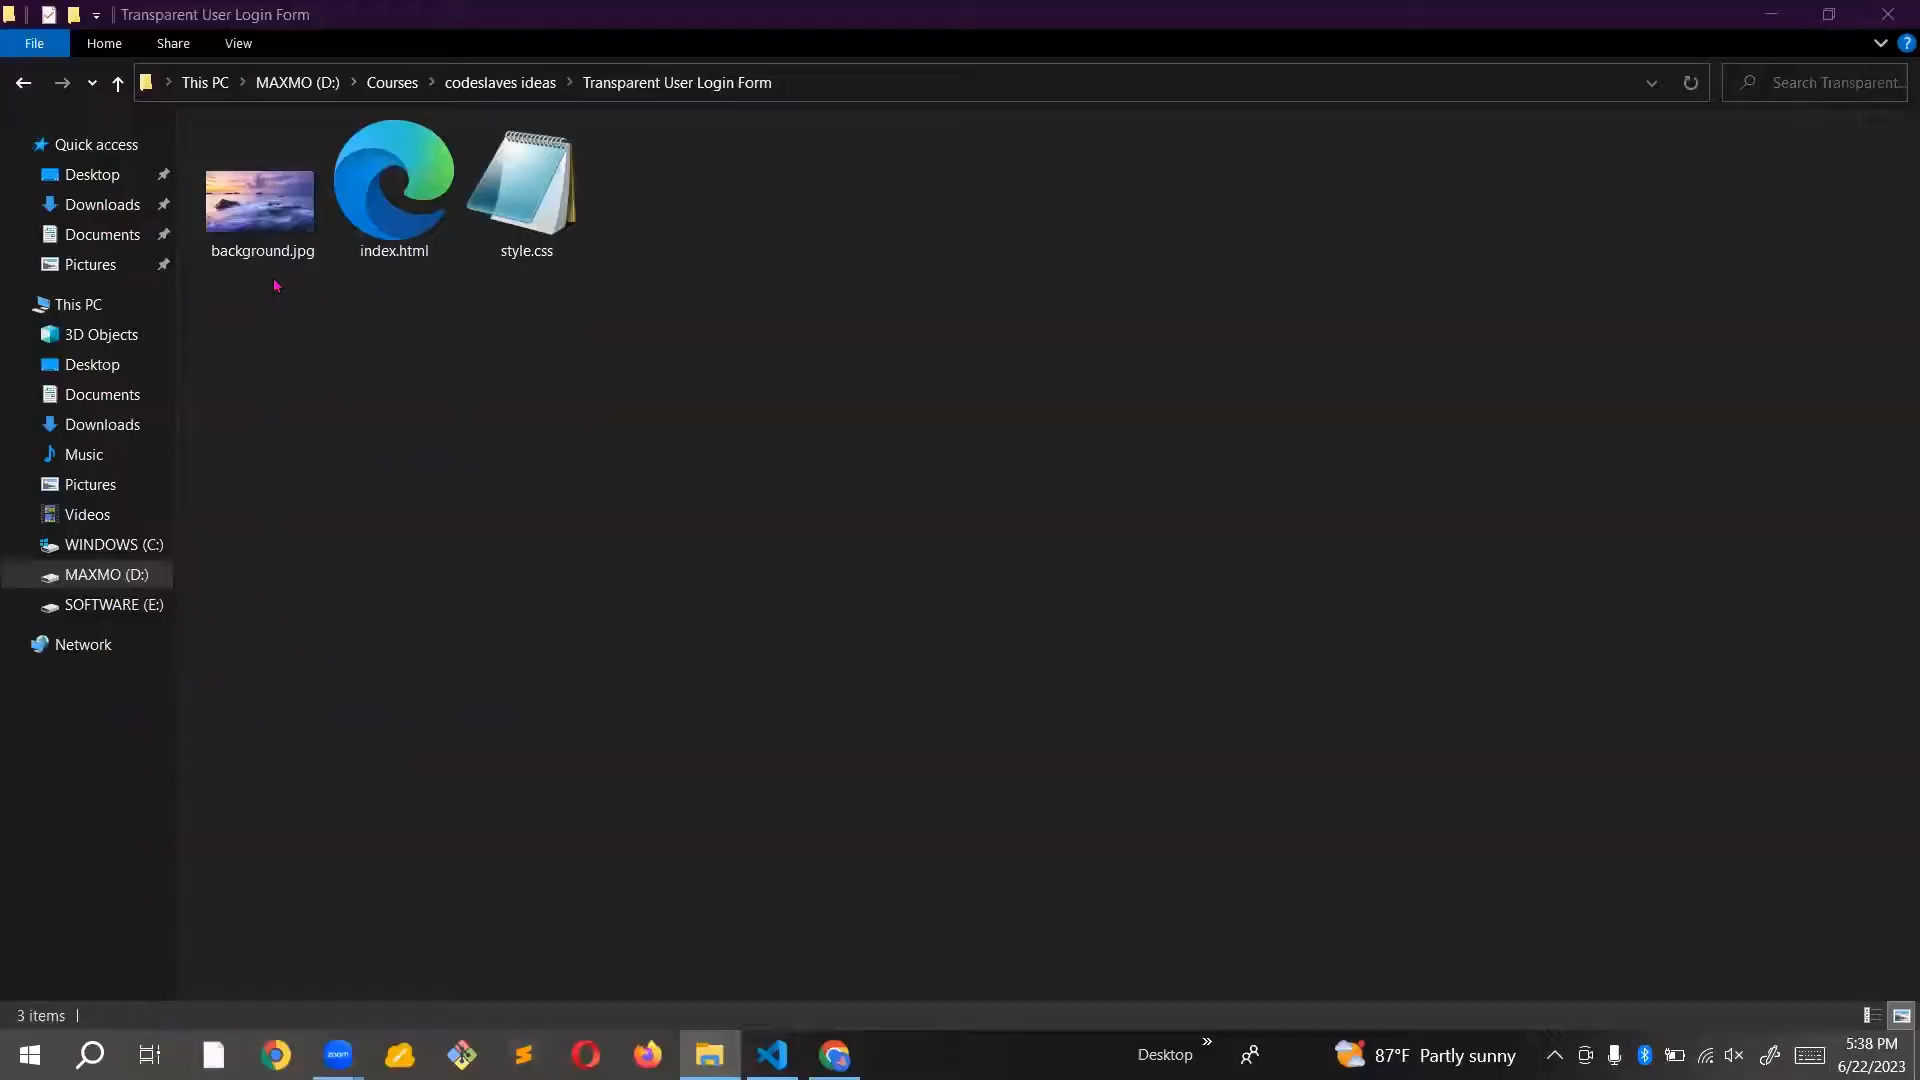 Transparent User Login Form
File Home Share View
This PC MAXMO (D:) Courses codeslaves ideas Transparent User Login Form
Search Transparent...
Quick access
Desktop
Downloads
Documents
Pictures
This PC
3D Objects
Desktop
Documents
Downloads
Music
Pictures
Videos
WINDOWS (C:)
MAXMO (D:)
SOFTWARE (E:)
Network
background.jpg
index.html
style.css
3 items
zoom
Desktop
87°F Partly sunny
5:38 PM
6/22/2023